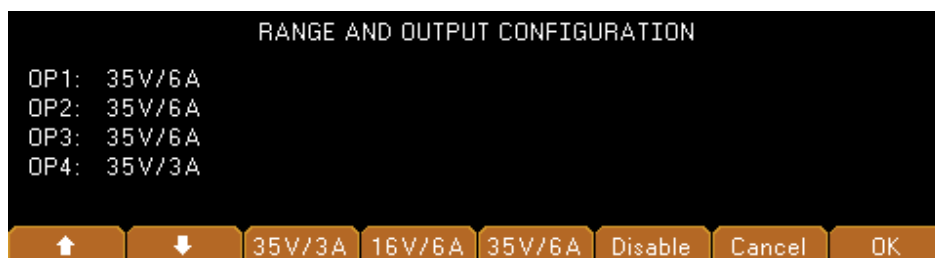 RANGE AND OUTPUT CONFIGURATION
OP1: 35V/6A
OP2: 35V/6A
OP3: 35V/6A
OP4: 35V/3A
35V/3A 16V/6A 35V/6A Disable Cancel OK